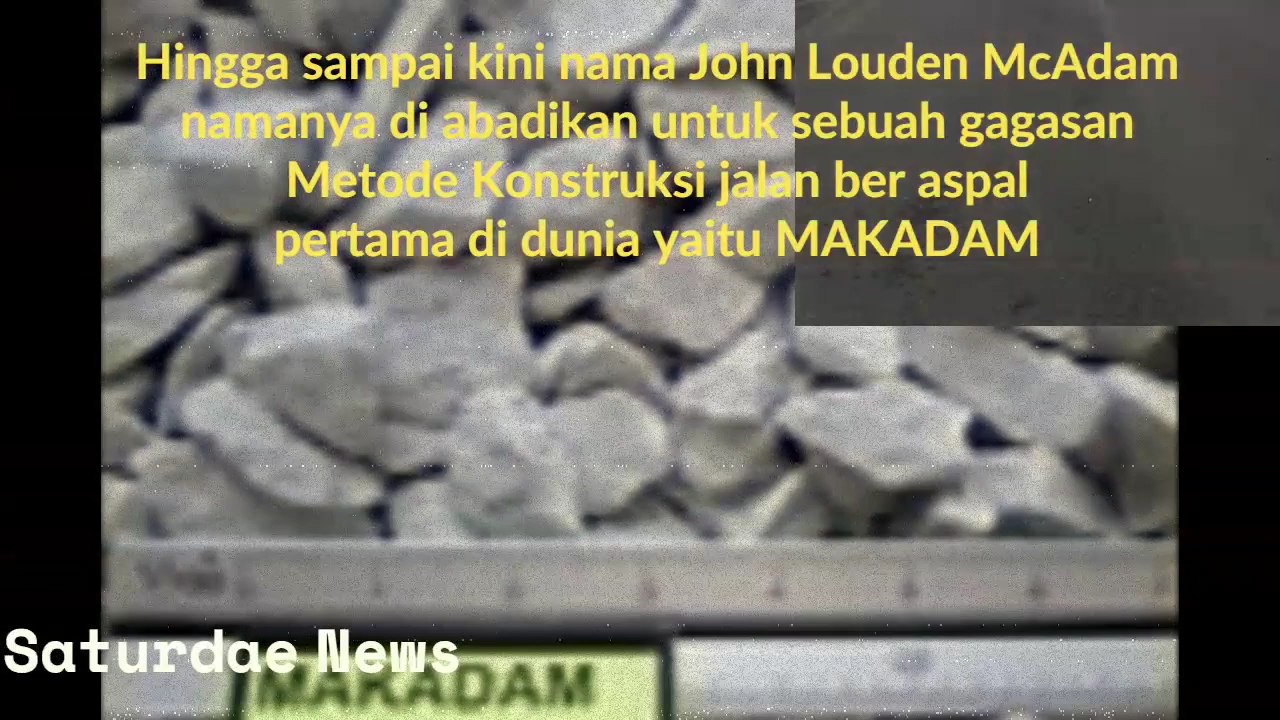 Hingga sampai kini nama John Louden McAdam
namanya di abadikan untuk sebuah gagasan
Metode Konstruksi jalan ber aspal
pertama di dunia yaitu MAKADAM
Saturdae News
MAKADAM